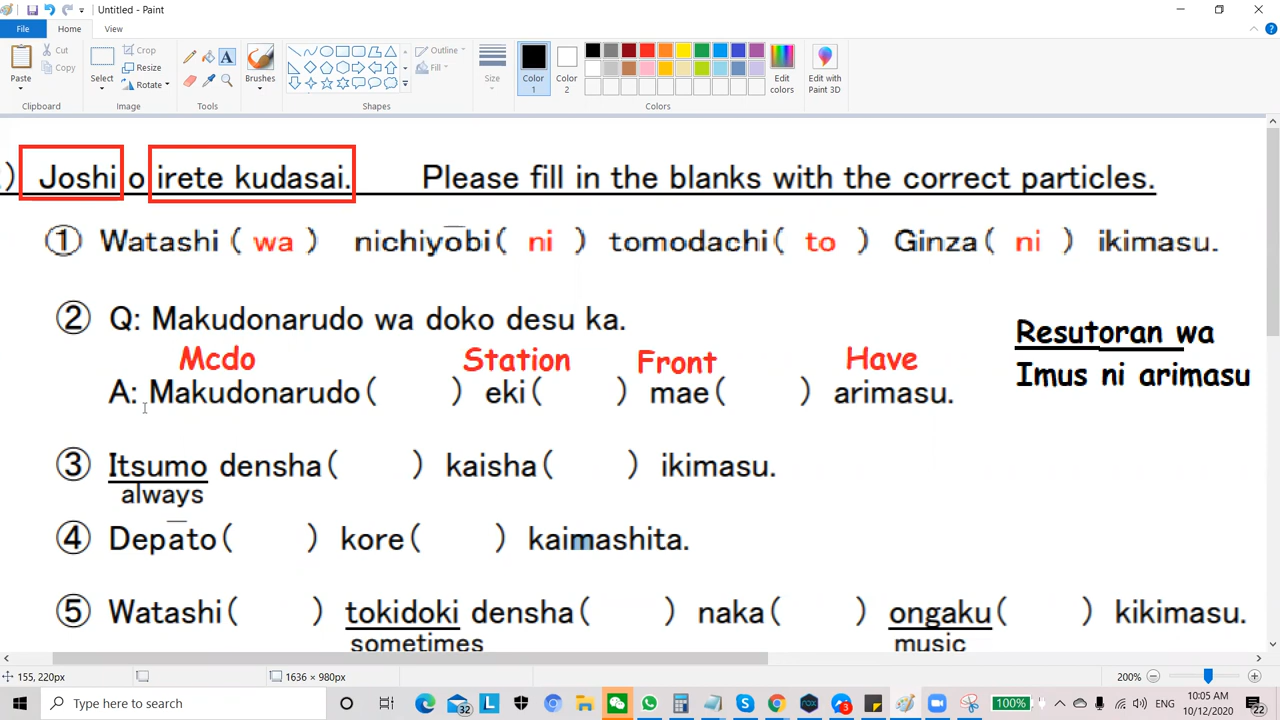 Untitled - Paint
File
Home
View
Paste
Cut
Copy
Clipboard
Select
Crop
Resize
Rotate
Image
Tools
Brushes
Outline
Fill
Shapes
Size
Color 1
Color 2
Edit colors
Edit with Paint 3D
Colors
) Joshi o irete kudasai. Please fill in the blanks with the correct particles.
① Watashi ( wa ) nichiyōbi( ni ) tomodachi( to ) Ginza( ni ) ikimasu.
② Q: Makudonarudo wa doko desu ka.
Mcdo Station Front Have
A: Makudonarudo( ) eki( ) mae( ) arimasu.
Resutoran wa
Imus ni arimasu
③ Itsumo densha( ) kaisha( ) ikimasu.
always
④ Depāto( ) kore( ) kaimashita.
⑤ Watashi( ) tokidoki densha( ) naka( ) ongaku( ) kikimasu.
sometimes music
155, 220px
1636 × 980px
200%
Type here to search
32
3
100%
10:05 AM
10/12/2020
22